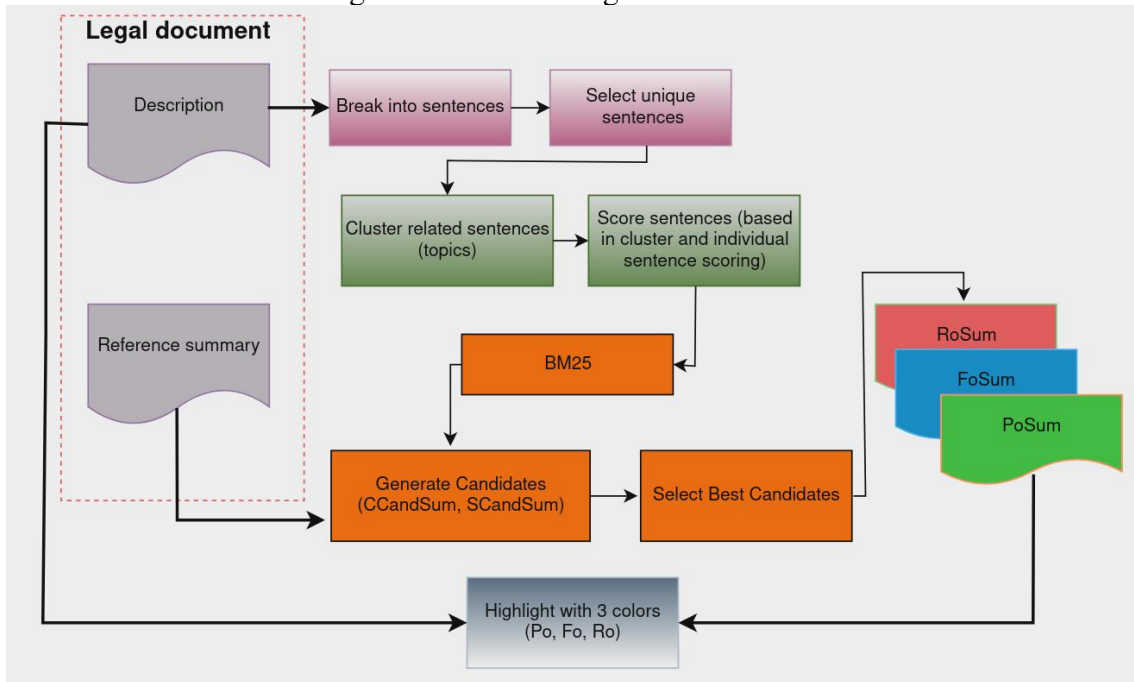 Legal document
Description
Break into sentences
Select unique
sentences
Cluster related sentences
(topics)
Score sentences (based
in cluster and individual
sentence scoring)
Reference summary
BM25
RoSum
FoSum
PoSum
Generate Candidates
(CCandSum, SCandSum)
Select Best Candidates
Highlight with 3 colors
(Po, Fo, Ro)